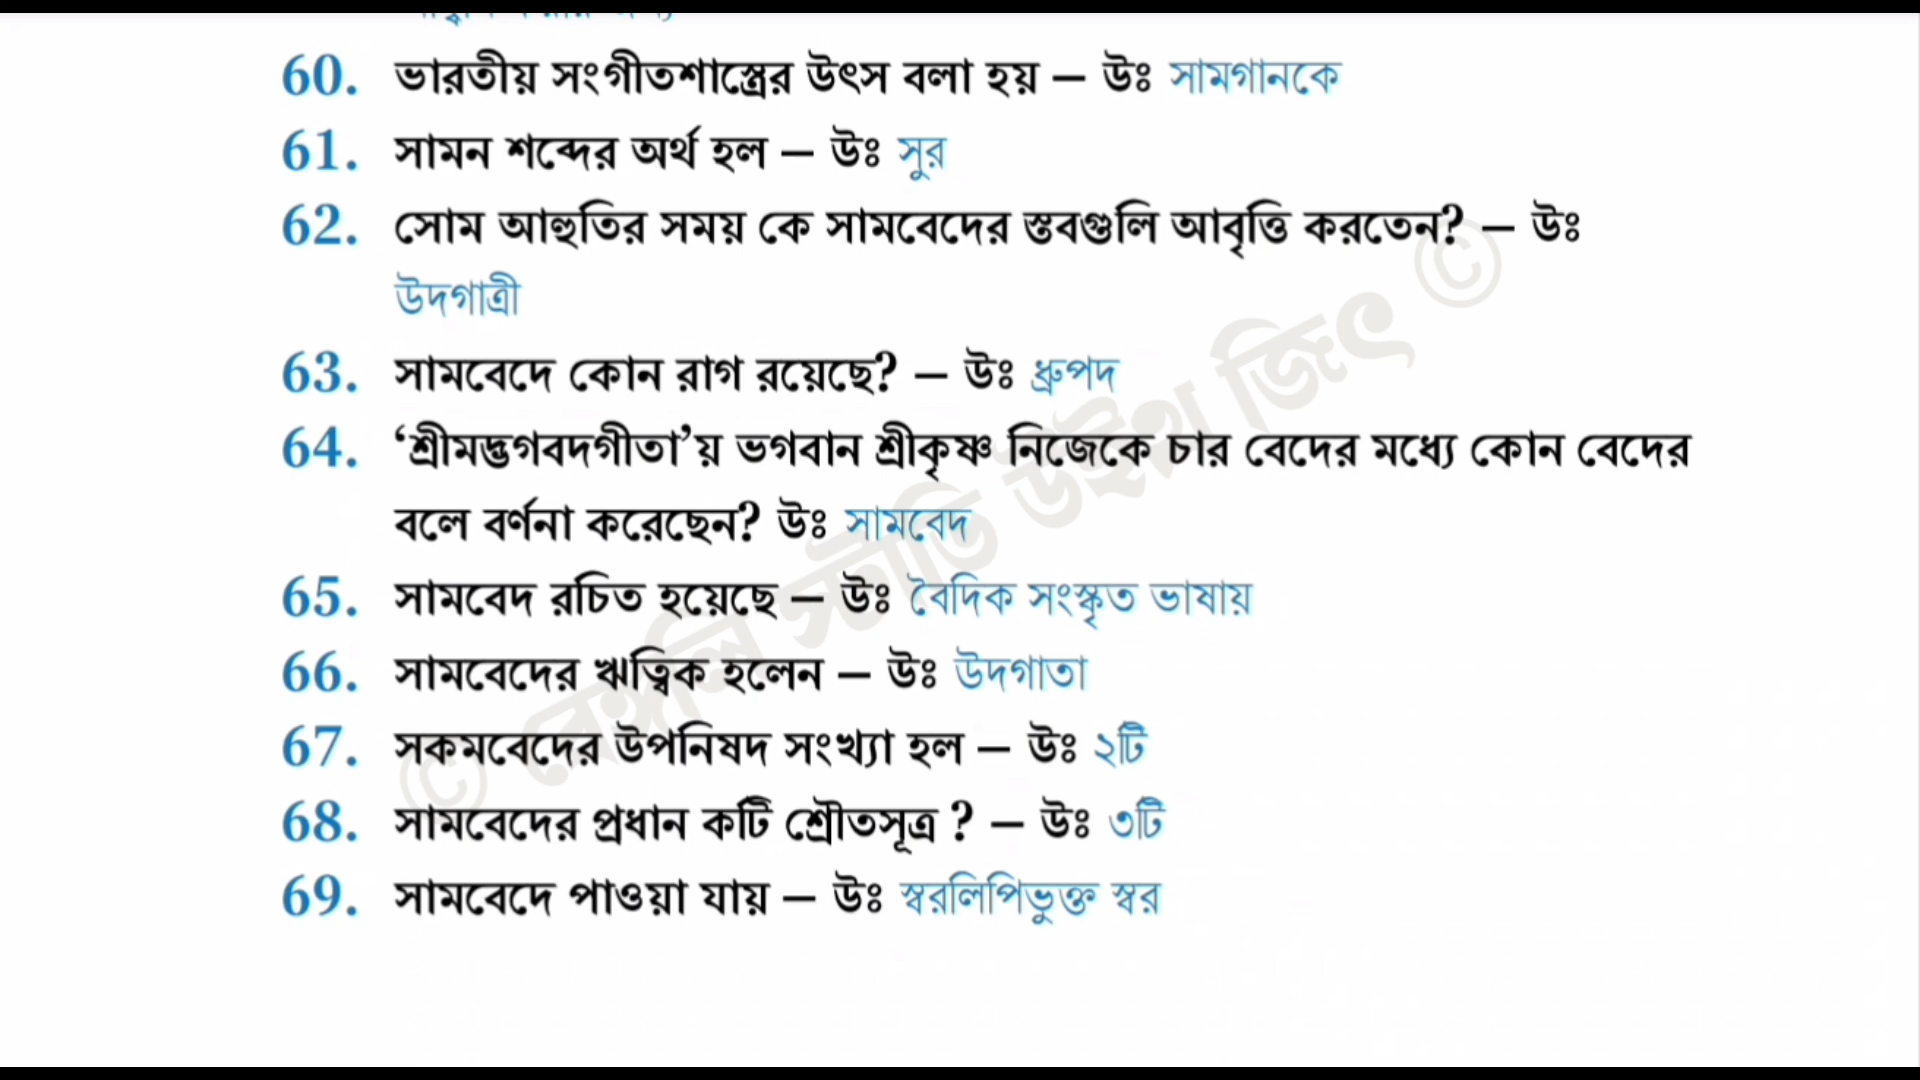 60. ভারতীয় সংগীতশাস্ত্রের উৎস বলা হয় – উঃ সামগানকে
61. সামন শব্দের অর্থ হল – উঃ সুর
62. সোম আহুতির সময় কে সামবেদের স্তবগুলি আবৃত্তি করতেন? – উঃ
উদগাত্রী
63. সামবেদে কোন রাগ রয়েছে? – উঃ ধ্রুপদ
64. ‘শ্রীমদ্ভগবদগীতা’য় ভগবান শ্রীকৃষ্ণ নিজেকে চার বেদের মধ্যে কোন বেদের
বলে বর্ণনা করেছেন? উঃ সামবেদ
65. সামবেদ রচিত হয়েছে – উঃ বৈদিক সংস্কৃত ভাষায়
66. সামবেদের ঋত্বিক হলেন – উঃ উদগাতা
67. সকমবেদের উপনিষদ সংখ্যা হল – উঃ ২টি
68. সামবেদের প্রধান কটি শ্রৌতসূত্র ? – উঃ ৩টি
69. সামবেদে পাওয়া যায় – উঃ স্বরলিপিভুক্ত স্বর
© বেঙ্গলি স্টাডি উইথ জিৎ ©